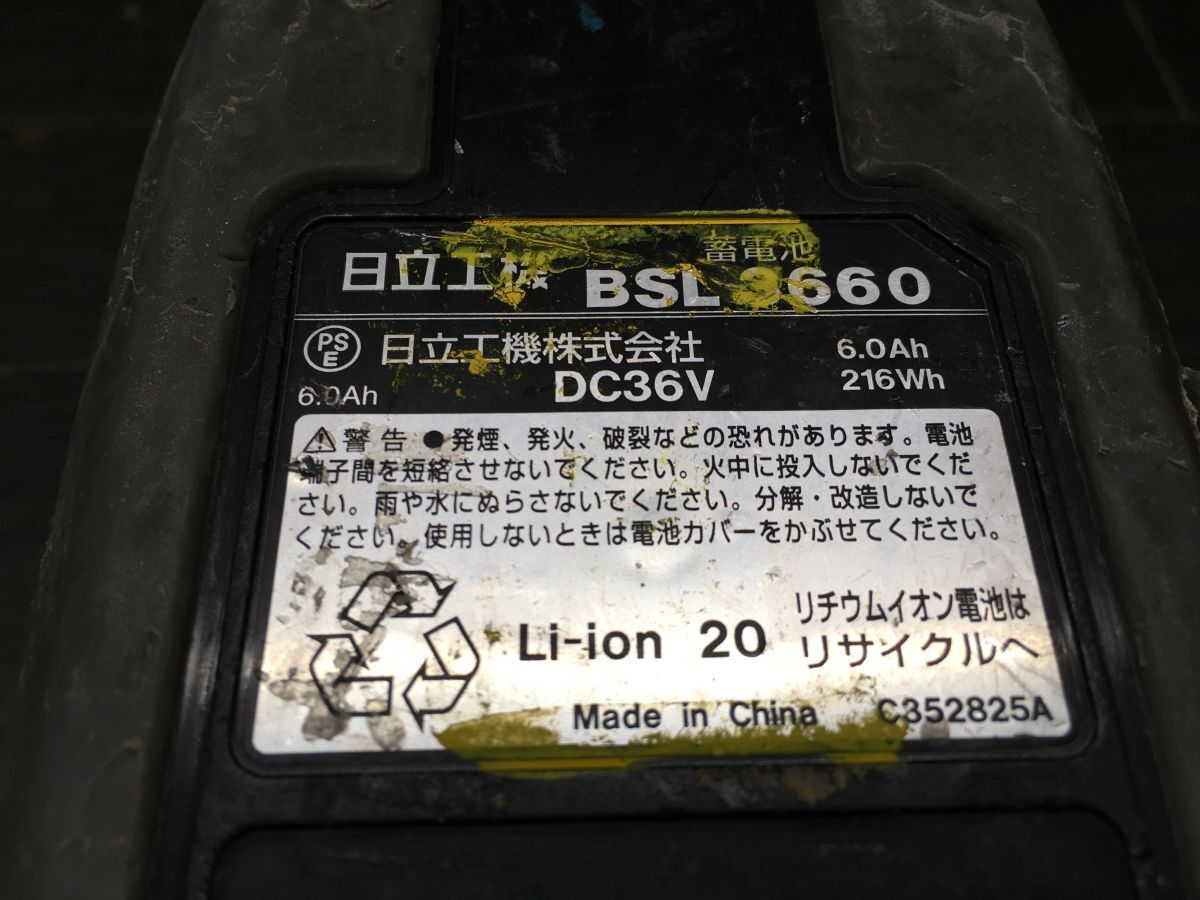 蓄電池
日立工機 BSL 3660
PSE 日立工機株式会社 6.0Ah
6.0Ah DC36V 216Wh
⚠警告 ●発煙、発火、破裂などの恐れがあります。電池
端子間を短絡させないでください。火中に投入しないでくだ
さい。雨や水にぬらさないでください。分解・改造しないで
ください。使用しないときは電池カバーをかぶせてください。
リチウムイオン電池は
Li-ion 20 リサイクルへ
Made in China C352825A